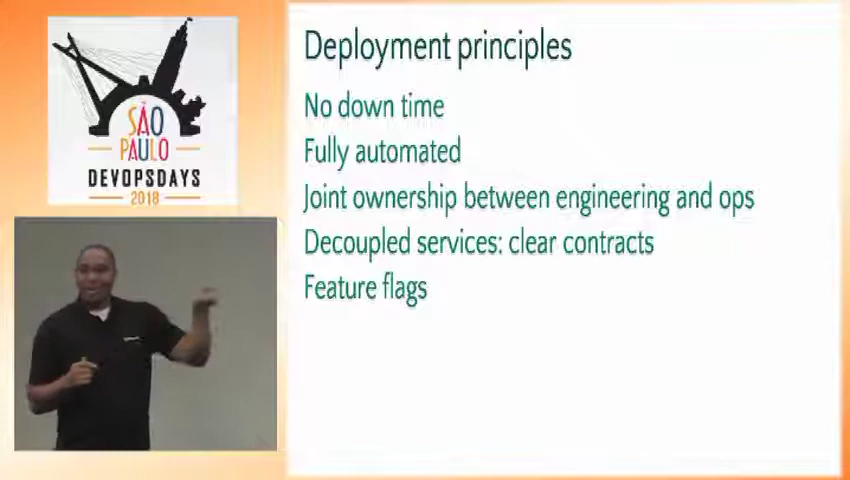 SÃO
PAULO
DEVOPSDAYS
2018
Deployment principles
No down time
Fully automated
Joint ownership between engineering and ops
Decoupled services: clear contracts
Feature flags